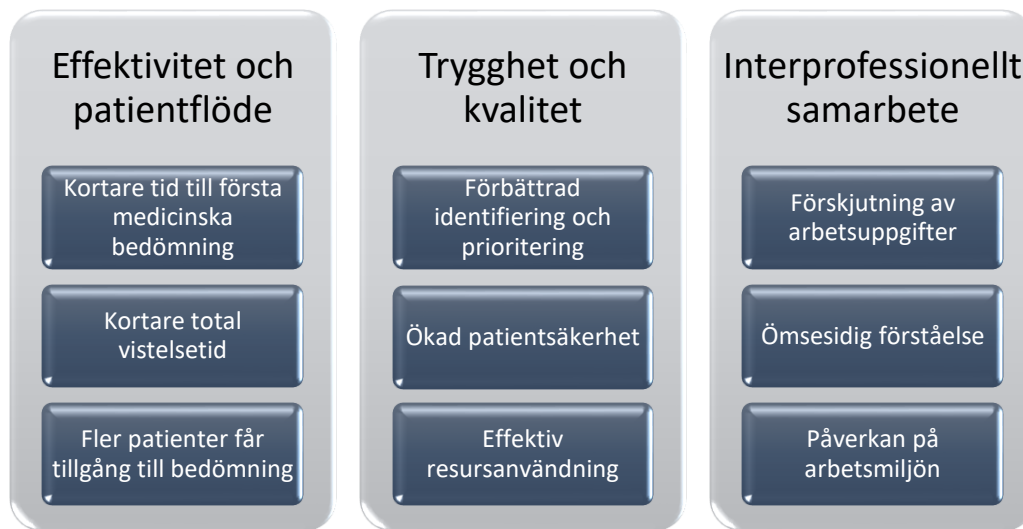 Effektivitet och
patientflöde
Kortare tid till första
medicinska
bedömning
Kortare total
vistelsetid
Fler patienter får
tillgång till bedömning
Trygghet och
kvalitet
Förbättrad
identifiering och
prioritering
Ökad patientsäkerhet
Effektiv
resursanvändning
Interprofessionellt
samarbete
Förskjutning av
arbetsuppgifter
Ömsesidig förståelse
Påverkan på
arbetsmiljön